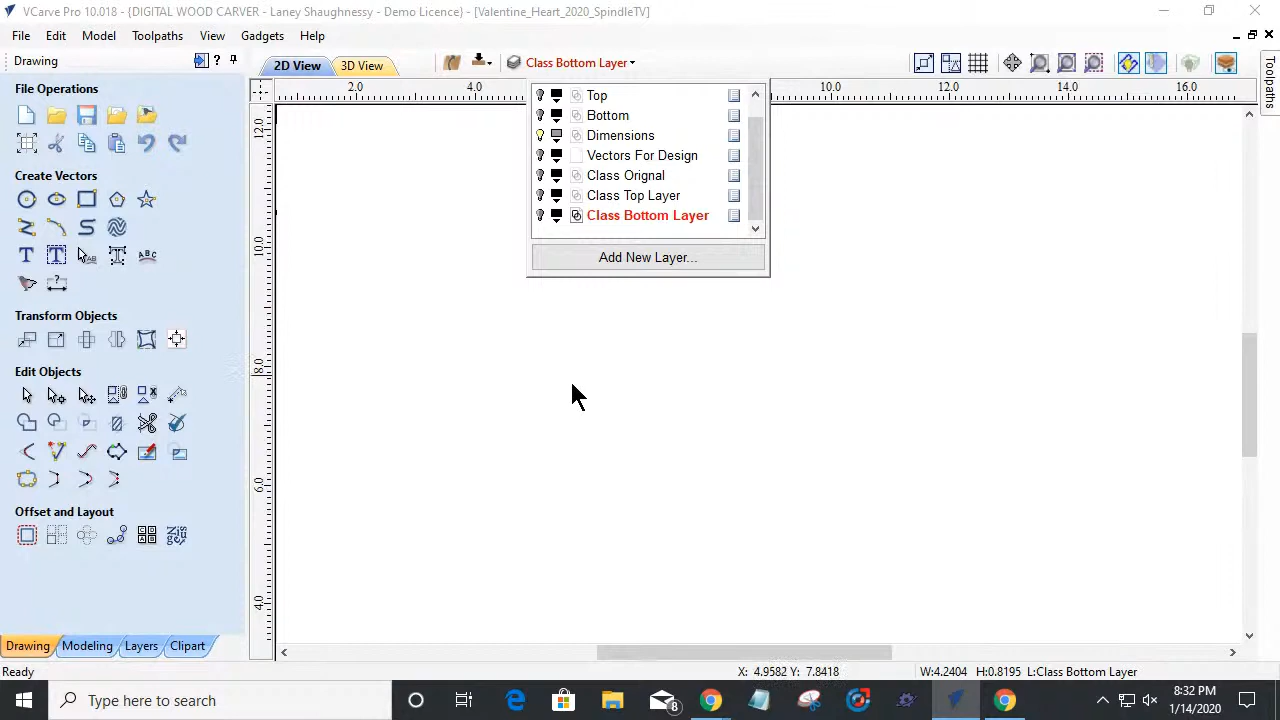 VCarve Pro 10.018 - {DIGITAL WOOD CARVER - Laney Shaughnessy - Demo Licence} - [Valentine_Heart_2020_SpindleTV]
File Edit Model Toolpaths View Gadgets Help
Drawing
2D View 3D View
Class Bottom Layer
Toolpaths
File Operations
2.0 4.0 10.0 12.0 14.0 16.0
12.0
10.0
8.0
6.0
4.0
Top
Bottom
Dimensions
Vectors For Design
Class Orignal
Class Top Layer
Class Bottom Layer
Add New Layer...
Create Vectors
Transform Objects
Edit Objects
Offset and Layout
Drawing Modeling Layers Clipart
Ready
X: 4.9582 Y: 7.8418
W:4.2404 H:0.8195 L:Class Bottom Layer
Type here to search
8
8:32 PM
1/14/2020